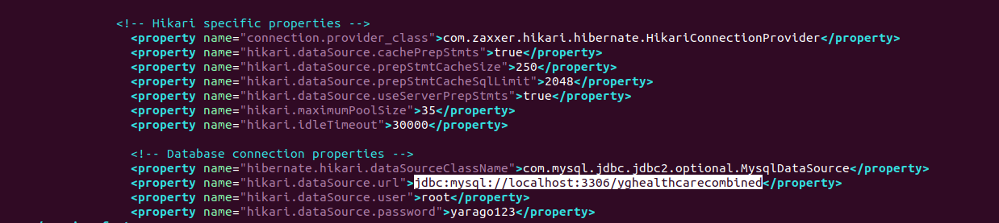 <!-- Hikari specific properties -->
<property name="connection.provider_class">com.zaxxer.hikari.hibernate.HikariConnectionProvider</property>
<property name="hikari.dataSource.cachePrepStmts">true</property>
<property name="hikari.dataSource.prepStmtCacheSize">250</property>
<property name="hikari.dataSource.prepStmtCacheSqlLimit">2048</property>
<property name="hikari.dataSource.useServerPrepStmts">true</property>
<property name="hikari.maximumPoolSize">35</property>
<property name="hikari.idleTimeout">30000</property>
<!-- Database connection properties -->
<property name="hibernate.hikari.dataSourceClassName">com.mysql.jdbc.jdbc2.optional.MysqlDataSource</property>
<property name="hikari.dataSource.url">jdbc:mysql://localhost:3306/yghealthcarecombined</property>
<property name="hikari.dataSource.user">root</property>
<property name="hikari.dataSource.password">yarago123</property>